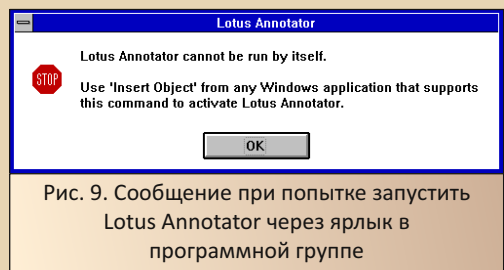 Lotus Annotator
Lotus Annotator cannot be run by itself.
STOP
Use 'Insert Object' from any Windows application that supports
this command to activate Lotus Annotator.
OK
Рис. 9. Сообщение при попытке запустить
Lotus Annotator через ярлык в
программной группе